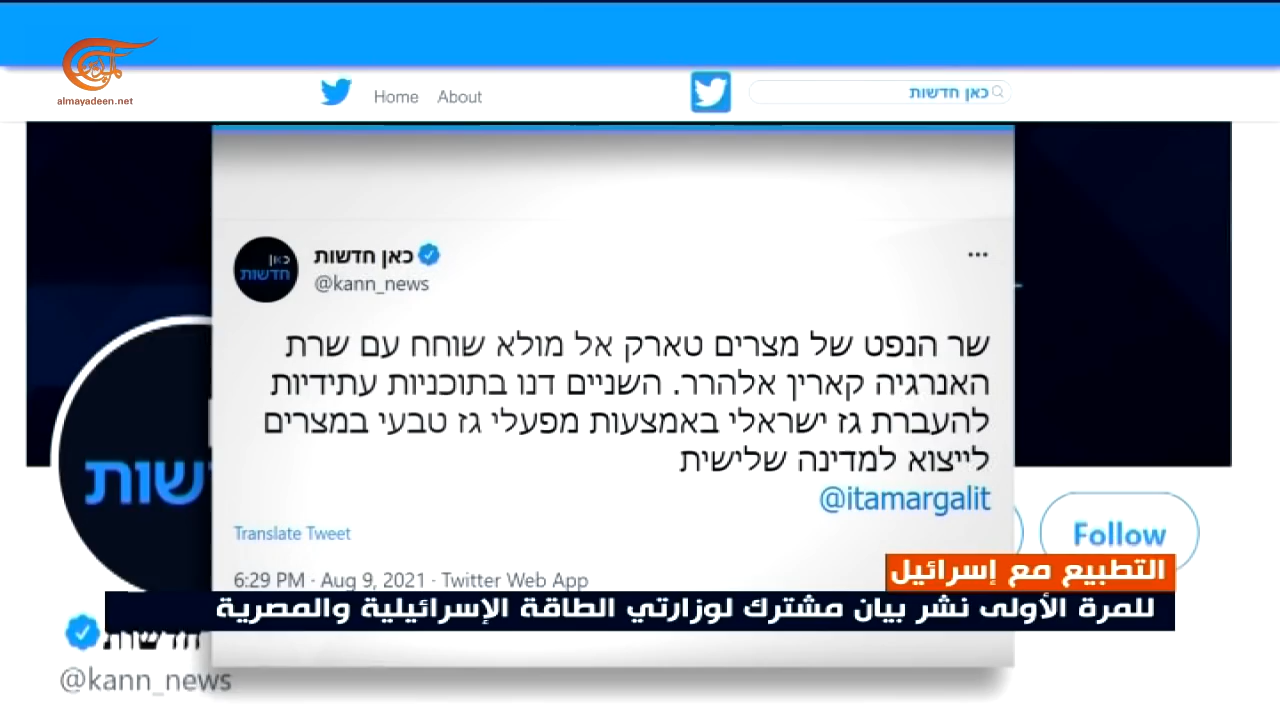 almayadeen.net
Home About
כאן חדשות
כאן
חדשות
כאן חדשות
@kann_news
שר הנפט של מצרים טארק אל מולא שוחח עם שרת
האנרגיה קארין אלהרר. השניים דנו בתוכניות עתידיות
להעברת גז ישראלי באמצעות מפעלי גז טבעי במצרים
לייצוא למדינה שלישית
@itamargalit
Translate Tweet
6:29 PM · Aug 9, 2021 · Twitter Web App
Follow
التطبيع مع إسرائيل
للمرة الأولى نشر بيان مشترك لوزارتي الطاقة الإسرائيلية والمصرية
@kann_news